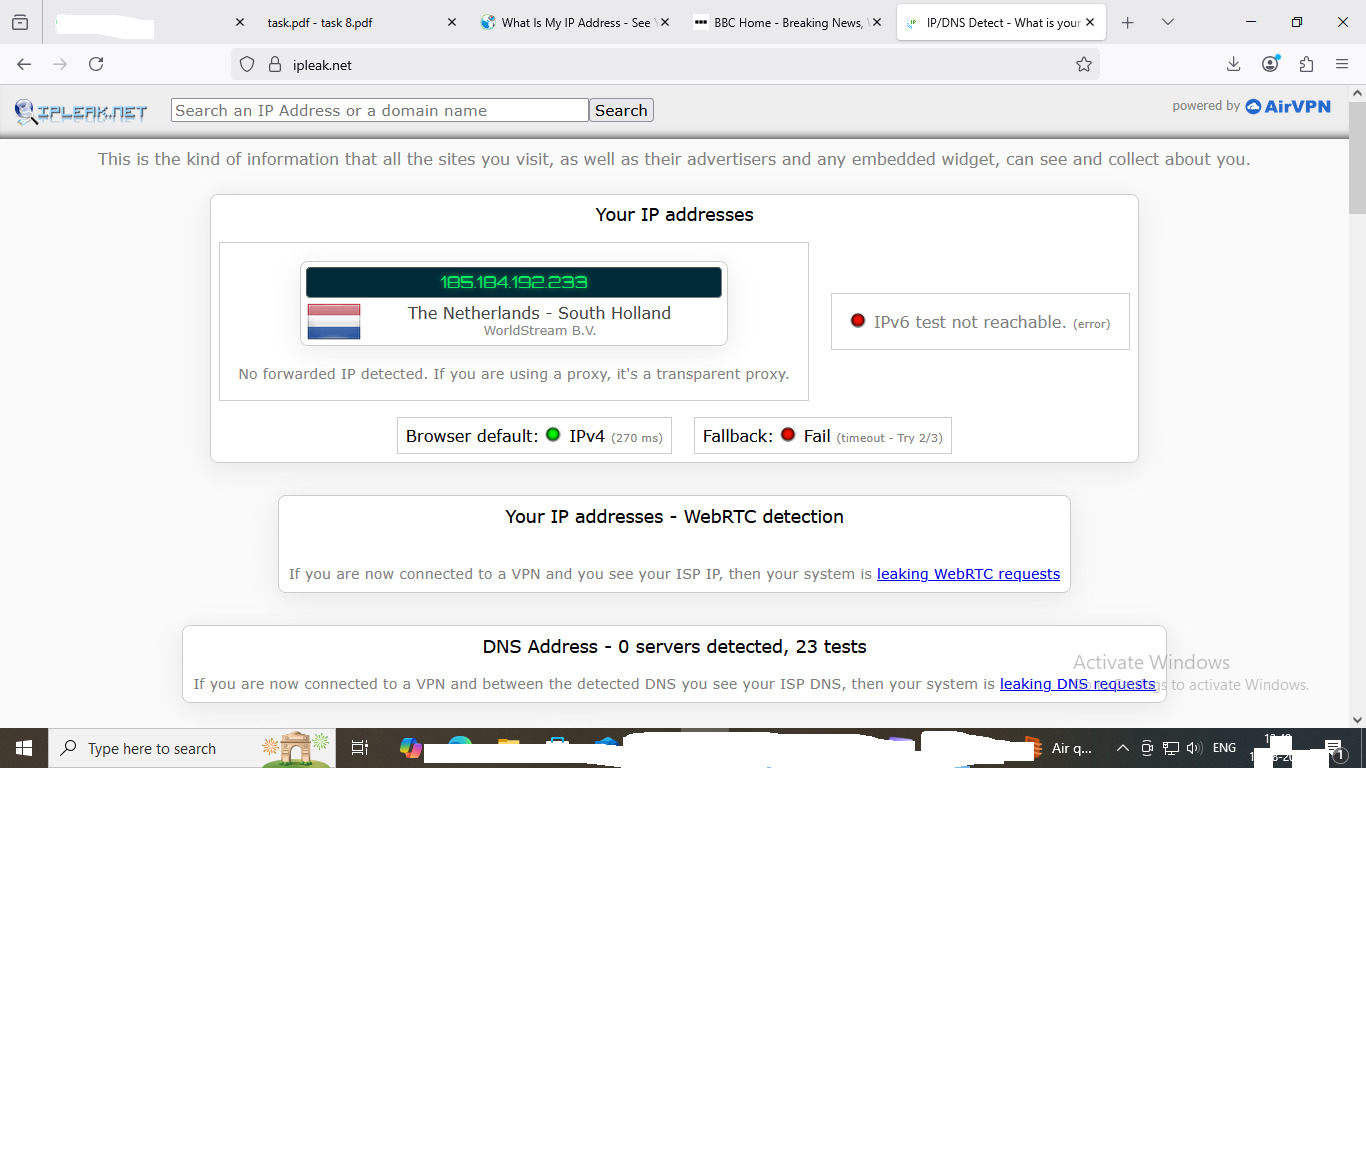 task.pdf - task 8.pdf
What Is My IP Address - See
BBC Home - Breaking News,
IP/DNS Detect - What is your
ipleak.net
IPLEAK.NET
Search an IP Address or a domain name
Search
powered by AirVPN
This is the kind of information that all the sites you visit, as well as their advertisers and any embedded widget, can see and collect about you.
Your IP addresses
185.184.192.233
The Netherlands - South Holland
WorldStream B.V.
No forwarded IP detected. If you are using a proxy, it's a transparent proxy.
IPv6 test not reachable. (error)
Browser default: IPv4 (270 ms)
Fallback: Fail (timeout - Try 2/3)
Your IP addresses - WebRTC detection
If you are now connected to a VPN and you see your ISP IP, then your system is leaking WebRTC requests
DNS Address - 0 servers detected, 23 tests
If you are now connected to a VPN and between the detected DNS you see your ISP DNS, then your system is leaking DNS requests
Activate Windows
to activate Windows.
Type here to search
Air q...
ENG
1